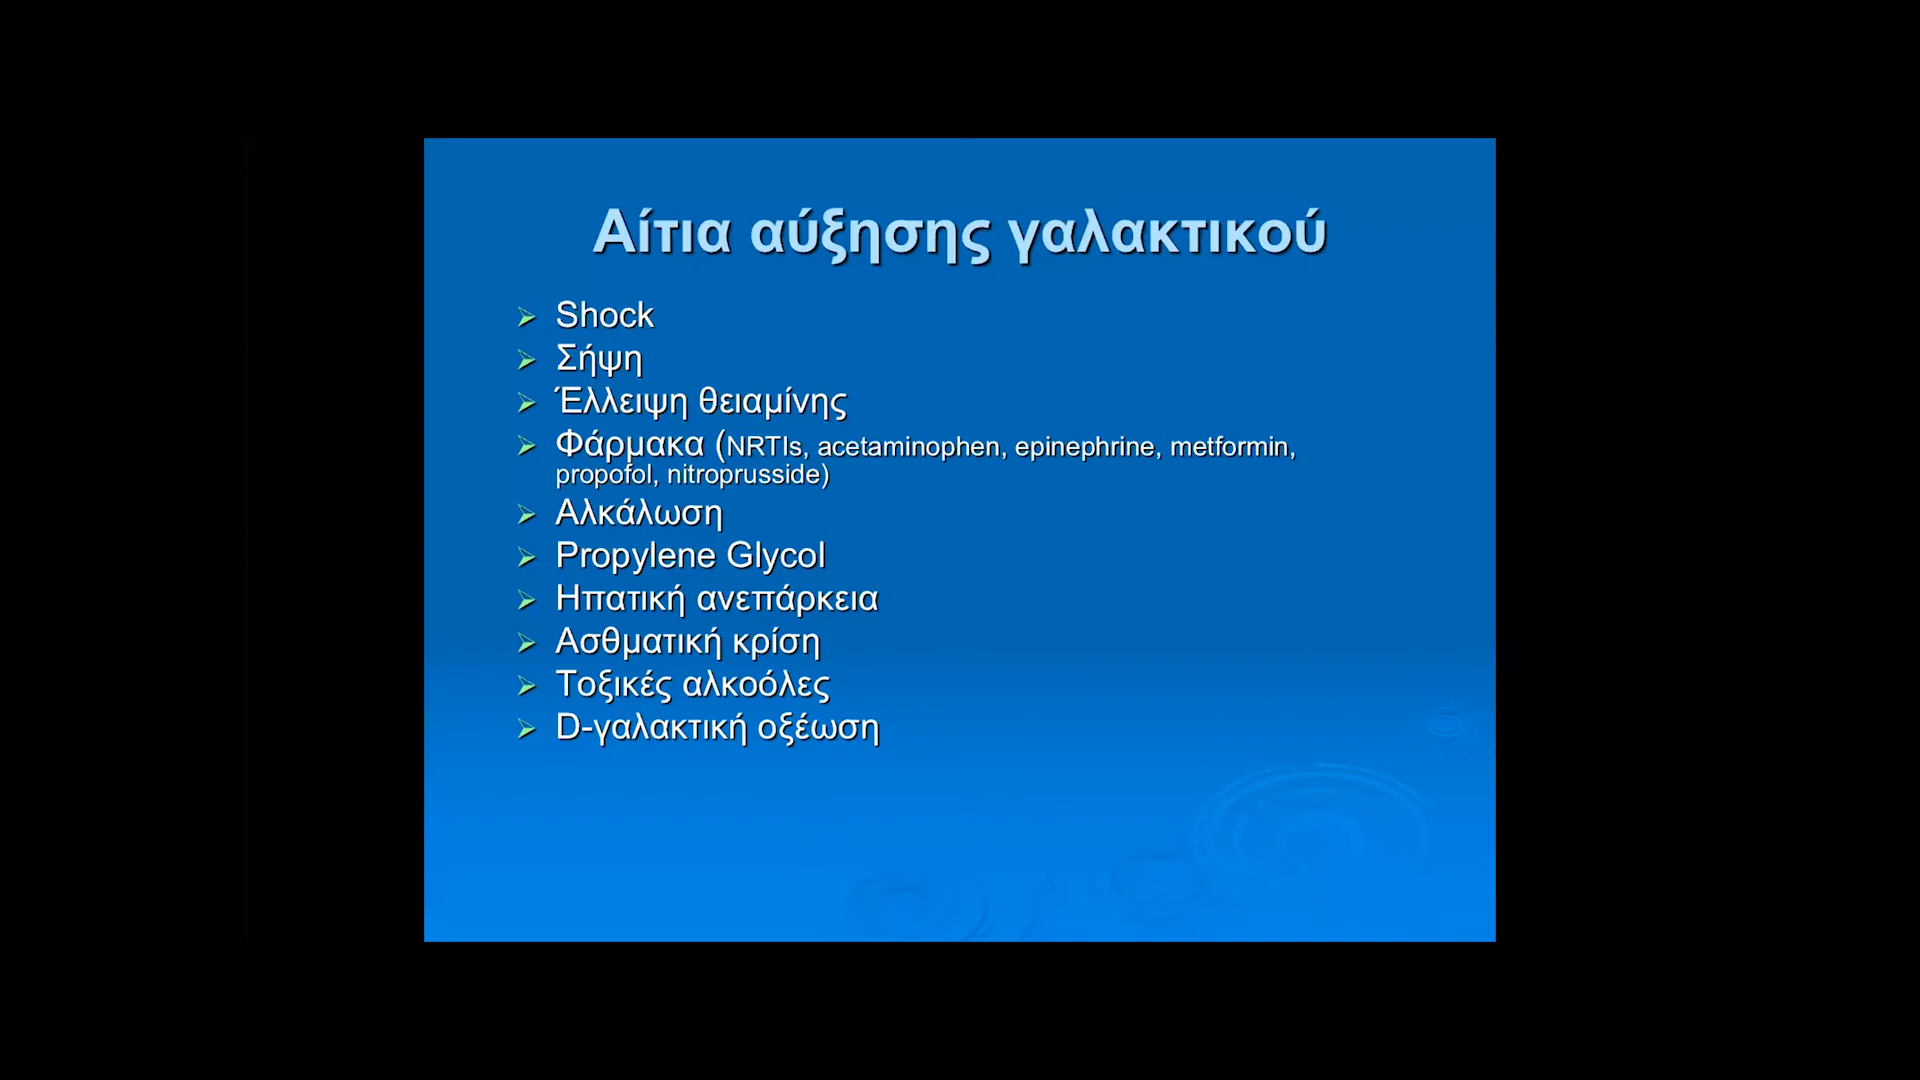 Αίτια αύξησης γαλακτικού
Shock
Σήψη
Έλλειψη θειαμίνης
Φάρμακα (NRTIs, acetaminophen, epinephrine, metformin,
propofol, nitroprusside)
Αλκάλωση
Propylene Glycol
Ηπατική ανεπάρκεια
Ασθματική κρίση
Τοξικές αλκοόλες
D-γαλακτική οξέωση